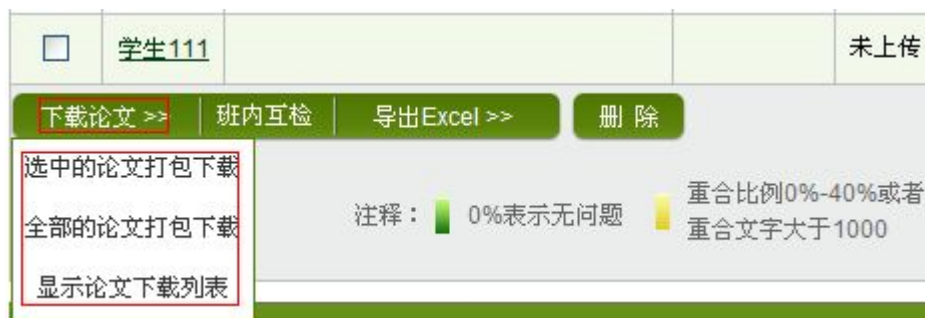 学生111 未上传
下载论文 >> 班内互检 导出Excel >> 删 除
选中的论文打包下载
全部的论文打包下载
显示论文下载列表
注释： 0%表示无问题
重合比例0%-40%或者
重合文字大于1000